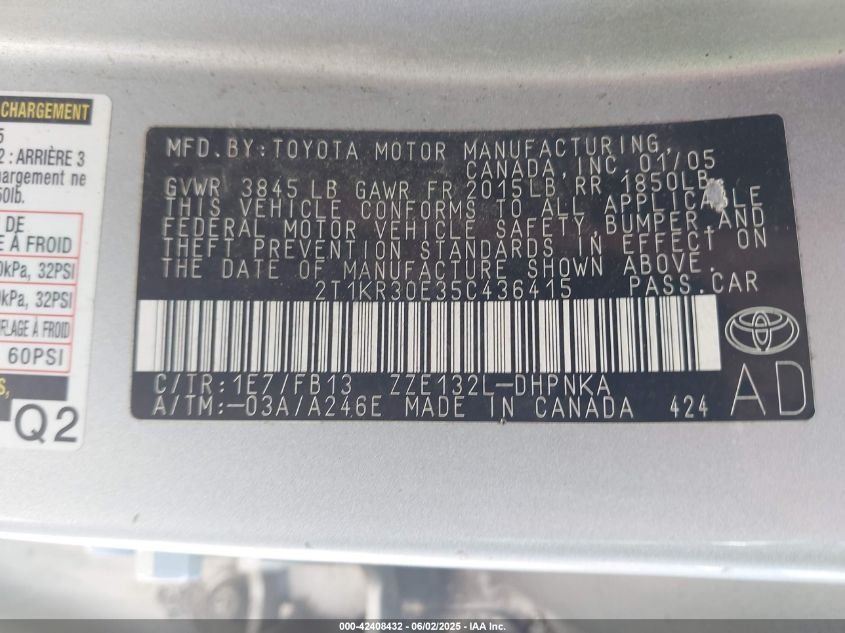 CHARGEMENT
5
2 : ARRIÈRE 3
chargement ne
50lb.
DE
E À FROID
0kPa, 32PSI
0kPa, 32PSI
FLAGE À FROID
60PSI
S,
Q2
MFD. BY: TOYOTA MOTOR MANUFACTURING,
CANADA, INC. 01/05
GVWR 3845 LB GAWR FR 2015LB RR 1850LB
THIS VEHICLE CONFORMS TO ALL APPLICABLE
FEDERAL MOTOR VEHICLE SAFETY, BUMPER, AND
THEFT PREVENTION STANDARDS IN EFFECT ON
THE DATE OF MANUFACTURE SHOWN ABOVE.
2T1KR30E35C436415 PASS. CAR
C/TR: 1E7/FB13 ZZE132L-DHPNKA
A/TM:-03A/A246E MADE IN CANADA 424
AD
000-42408432 - 06/02/2025 - IAA, Inc.